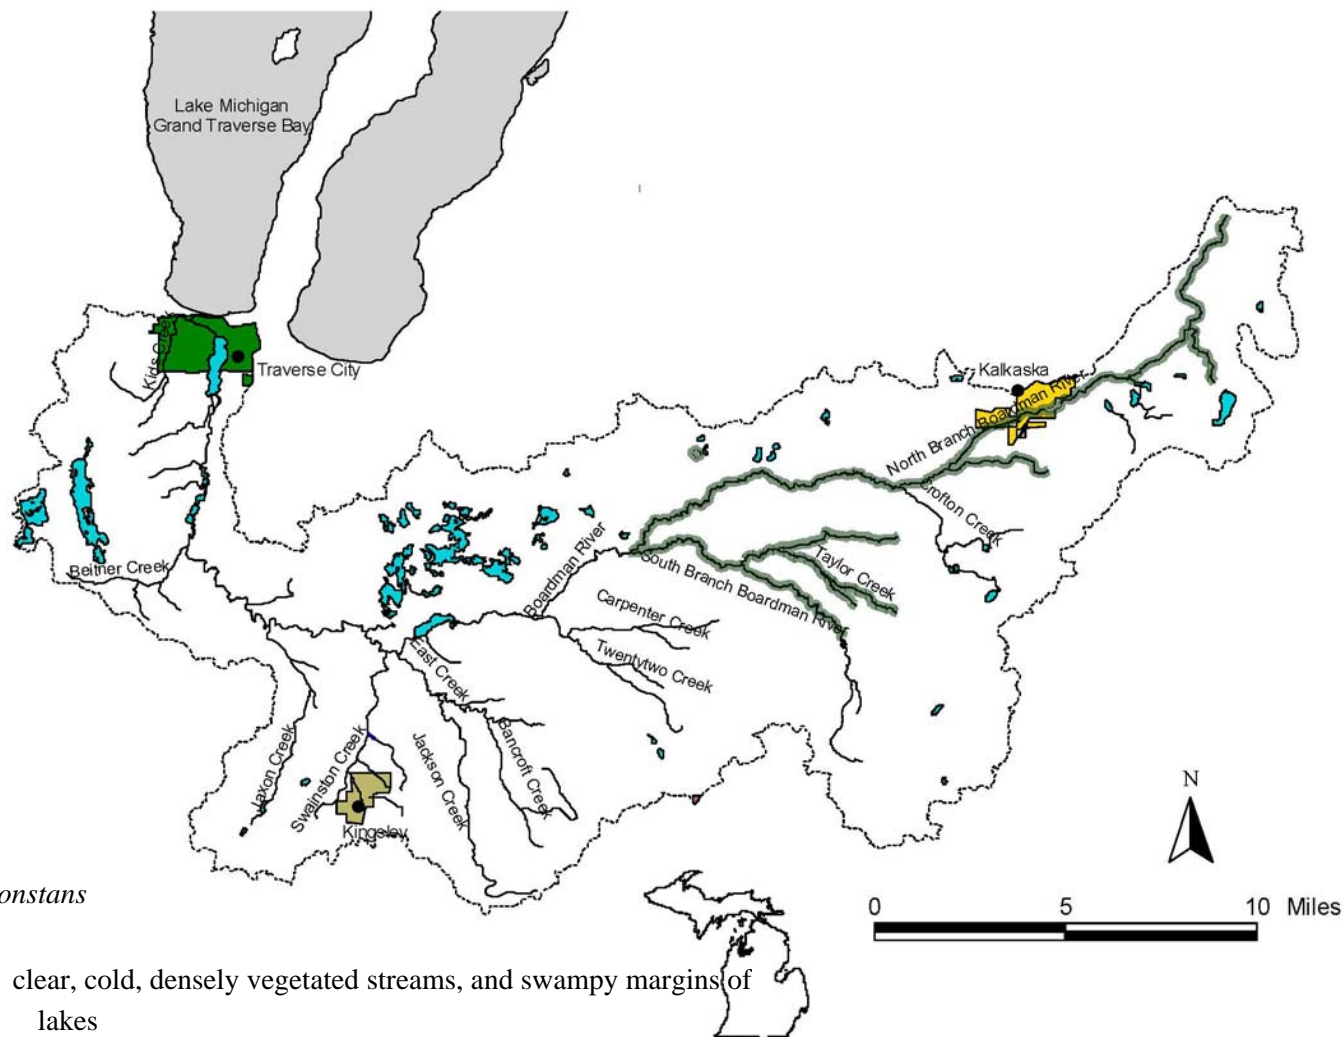 Lake Michigan
Grand Traverse Bay
Kids Creek
Traverse City
Kalkaska
North Branch Boardman River
Crofton Creek
Beitner Creek
Boardman River
South Branch Boardman River
Taylor Creek
Carpenter Creek
Twentytwo Creek
East Creek
Jaxon Creek
Swainston Creek
Jackson Creek
Bancroft Creek
Kingsley
N
0 5 10 Miles
onstans
clear, cold, densely vegetated streams, and swampy margins of
lakes